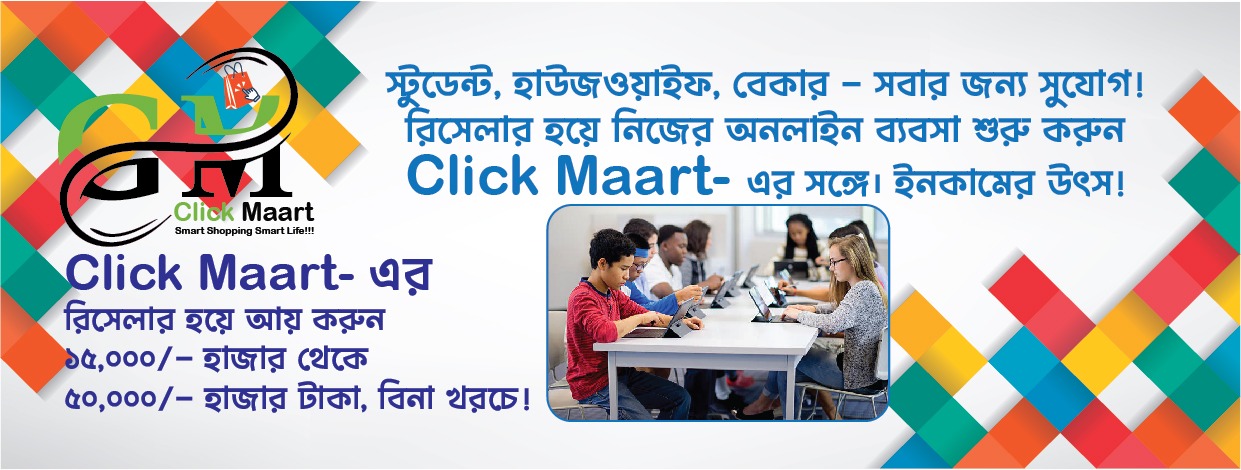 স্টুডেন্ট, হাউজওয়াইফ, বেকার – সবার জন্য সুযোগ!
রিসেলার হয়ে নিজের অনলাইন ব্যবসা শুরু করুন
Click Maart- এর সঙ্গে। ইনকামের উৎস!
CM
Click Maart
Smart Shopping Smart Life!!!
Click Maart- এর
রিসেলার হয়ে আয় করুন
১৫,০০০/– হাজার থেকে
৫০,০০০/– হাজার টাকা, বিনা খরচে!